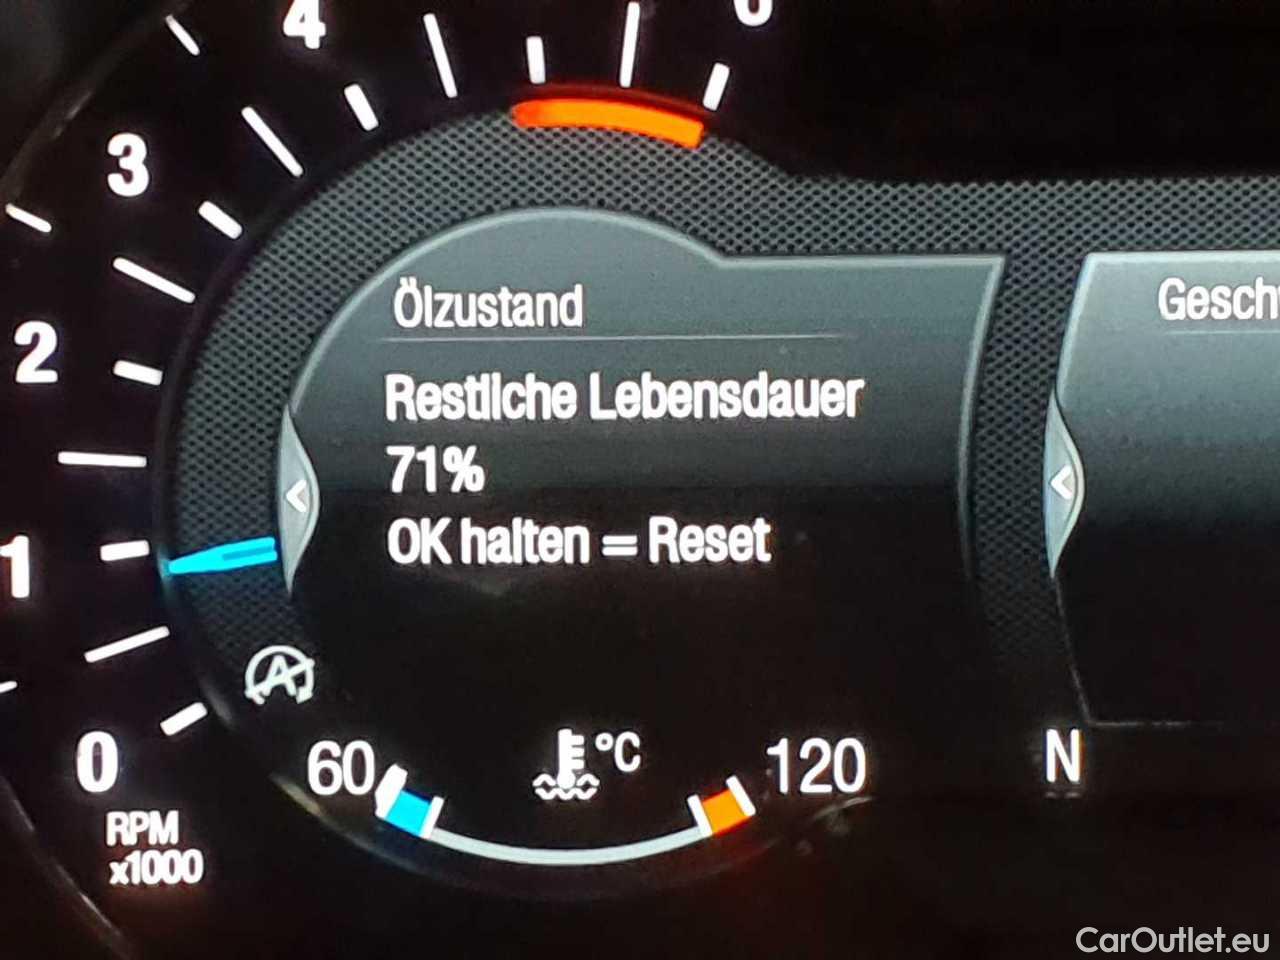 4
3
2
1
0
RPM
x1000
Ölzustand
Restliche Lebensdauer
71%
OK halten = Reset
A
60
°C
120
N
CarOutlet.eu